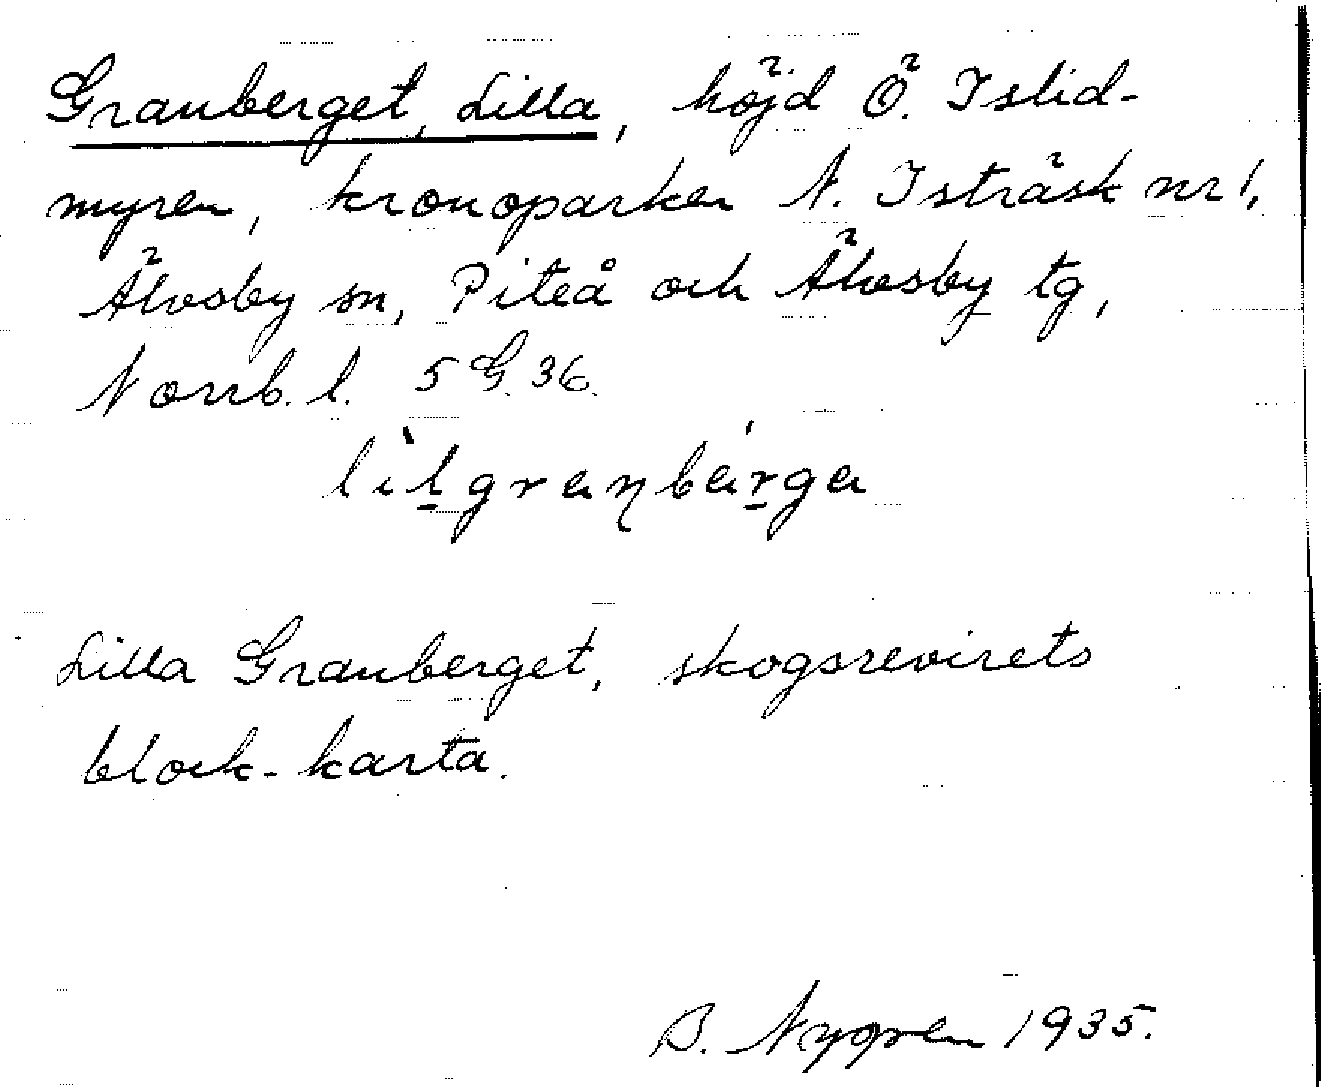 Granberget, Lilla, höjd Ö. Islid-
myren, kronoparken N. Isträsk nr 1,
Älvsby sn, Piteå och Älvsby tg,
Norrb. l. 5 G. 36.
lìlgranbárga
Lilla Granberget, skogsrevirets
block-karta.
B. Nygren 1935.